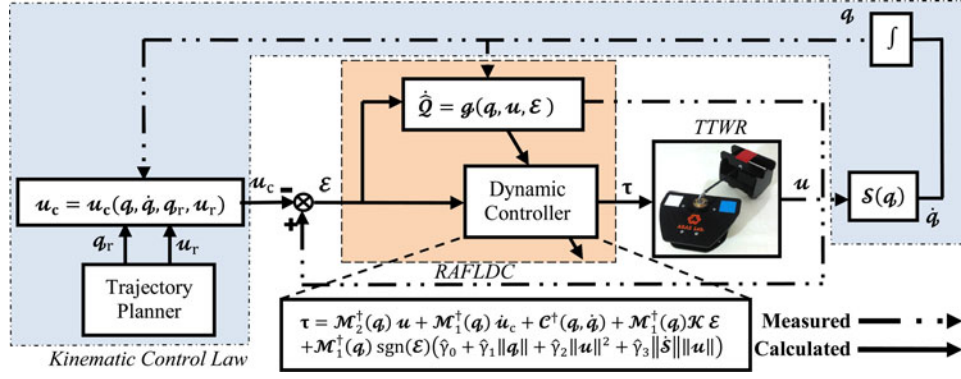 q
∫
Q̂̇ = g(q, u, ℰ)
TTWR
u_c = u_c(q, q̇, q_r, u_r)
u_c
-
ℰ
+
Dynamic
Controller
τ
u
S(q)
q̇
q_r
u_r
Trajectory
Planner
RAFLDC
τ = M₂†(q) u + M₁†(q) u̇_c + C†(q, q̇) + M₁†(q)K ℰ
+M₁†(q) sgn(ℰ)(γ̂₀ + γ̂₁‖q‖ + γ̂₂‖u‖² + γ̂₃‖Ṡ‖‖u‖)
Measured
Calculated
Kinematic Control Law